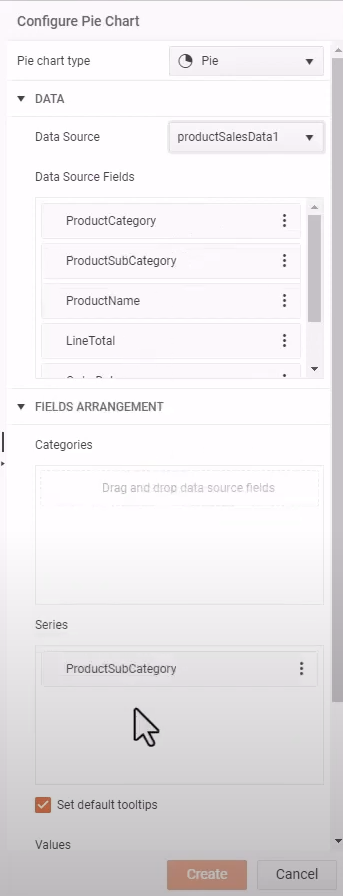 Configure Pie Chart
Pie chart type
Pie
DATA
Data Source
productSalesData1
Data Source Fields
ProductCategory
ProductSubCategory
ProductName
LineTotal
FIELDS ARRANGEMENT
Categories
Drag and drop data source fields
Series
ProductSubCategory
Set default tooltips
Values
Create
Cancel